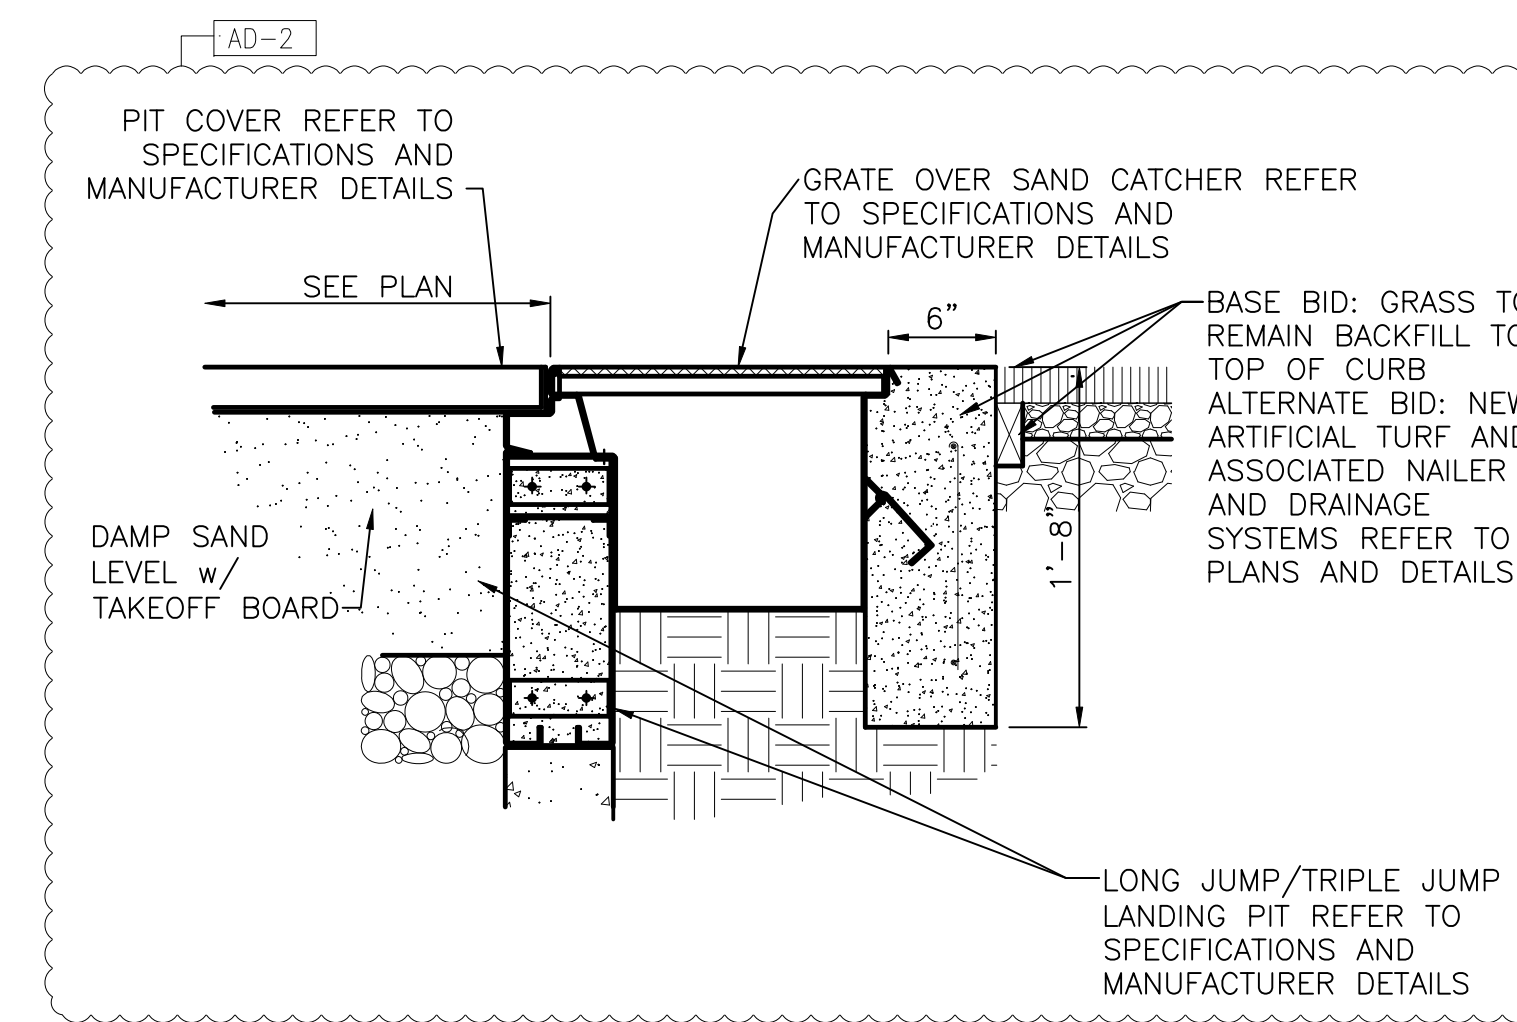 AD-2
PIT COVER REFER TO
SPECIFICATIONS AND
MANUFACTURER DETAILS
GRATE OVER SAND CATCHER REFER
TO SPECIFICATIONS AND
MANUFACTURER DETAILS
SEE PLAN
6”
BASE BID: GRASS TO
REMAIN BACKFILL TO
TOP OF CURB
ALTERNATE BID: NEW
ARTIFICIAL TURF AND
ASSOCIATED NAILER
AND DRAINAGE
SYSTEMS REFER TO
PLANS AND DETAILS
1'-8”
DAMP SAND
LEVEL w/
TAKEOFF BOARD
LONG JUMP/TRIPLE JUMP
LANDING PIT REFER TO
SPECIFICATIONS AND
MANUFACTURER DETAILS